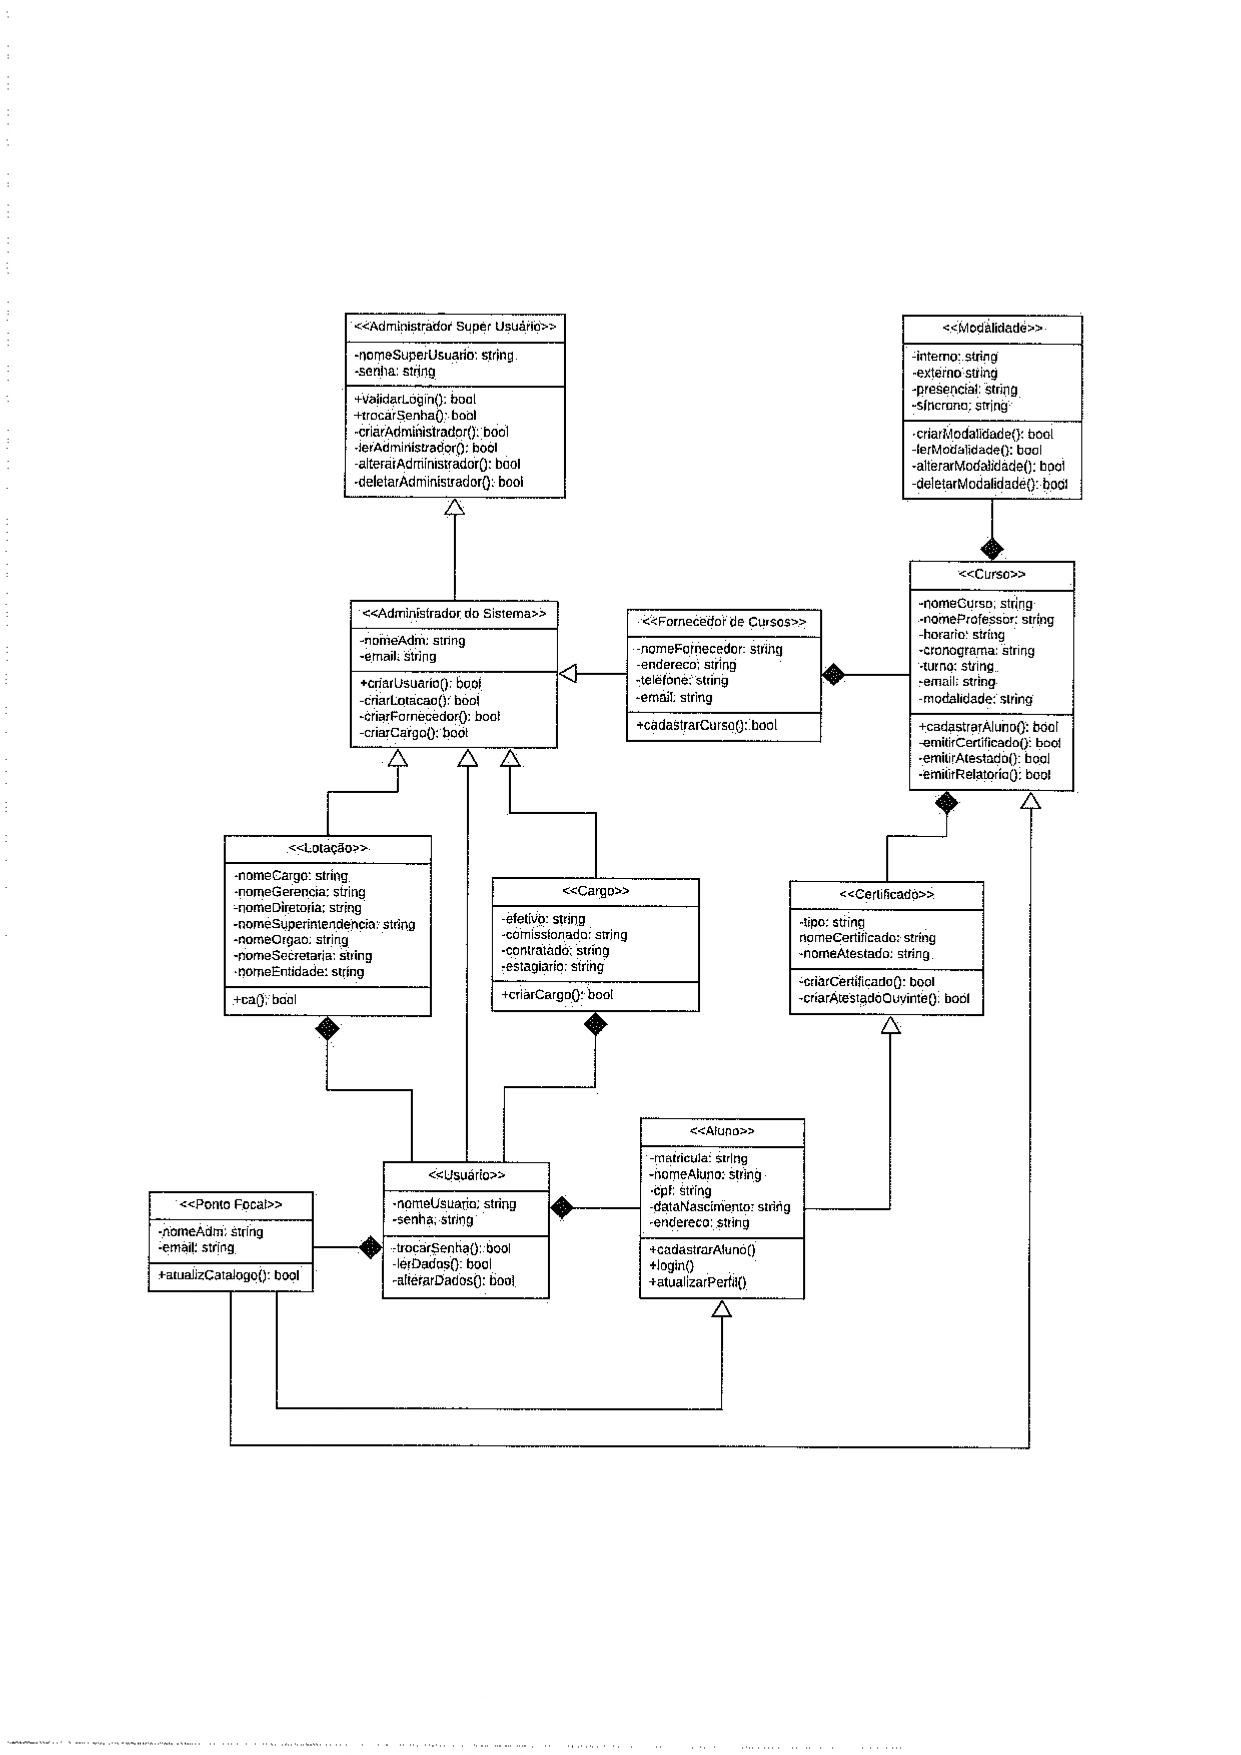 <<Administrador Super Usuário>>
-nomeSuperUsuario: string
-senha: string
+validarLogin(): bool
+trocarSenha(): bool
-criarAdministrador(): bool
-lerAdministrador(): bool
-alterarAdministrador(): bool
-deletarAdministrador(): bool
<<Modalidade>>
-interno: string
-externo string
-presencial: string
-síncrono: string
-criarModalidade(): bool
-lerModalidade(): bool
-alterarModalidade(): bool
-deletarModalidade(): bool
<<Administrador do Sistema>>
-nomeAdm: string
-email: string
+criarUsuario(): bool
-criarLotacao(): bool
-criarFornecedor(): bool
-criarCargo(): bool
<<Fornecedor de Cursos>>
-nomeFornecedor: string
-endereco: string
-telefone: string
-email: string
+cadastrarCurso(): bool
<<Curso>>
-nomeCurso: string
-nomeProfessor: string
-horario: string
-cronograma: string
-turno: string
-email: string
-modalidade: string
+cadastrarAluno(): bool
-emitirCertificado(): bool
-emitirAtestado(): bool
-emitirRelatorio(): bool
<<Lotação>>
-nomeCargo: string
-nomeGerencia: string
-nomeDiretoria: string
-nomeSuperintendencia: string
-nomeOrgao: string
-nomeSecretaria: string
-nomeEntidade: string
+ca(): bool
<<Cargo>>
-efetivo: string
-comissionado: string
-contratado: string
-estagiario: string
+criarCargo(): bool
<<Certificado>>
-tipo: string
nomeCertificado: string
-nomeAtestado: string
-criarCertificado(): bool
-criarAtestadoOuvinte(): bool
<<Aluno>>
-matricula: string
-nomeAluno: string
-cpf: string
-dataNascimento: string
-endereco: string
+cadastrarAluno()
+login()
+atualizarPerfil()
<<Usuário>>
-nomeUsuario: string
-senha: string
-trocarSenha(): bool
-lerDados(): bool
-alterarDados(): bool
<<Ponto Focal>>
-nomeAdm: string
-email: string
+atualizCatalogo(): bool